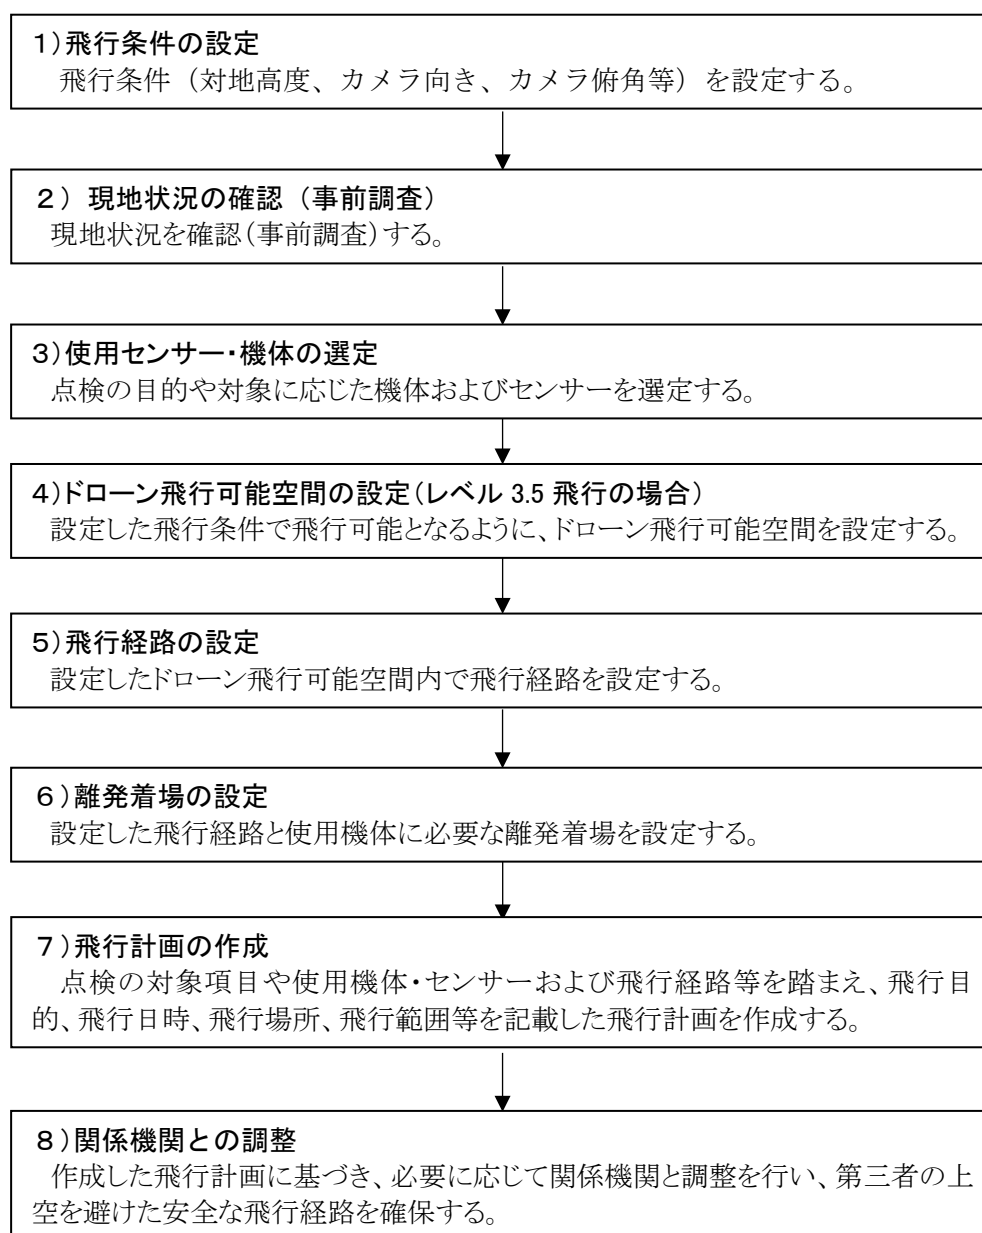 1)飛行条件の設定
飛行条件（対地高度、カメラ向き、カメラ俯角等）を設定する。
2） 現地状況の確認（事前調査）
現地状況を確認(事前調査)する。
3)使用センサー・機体の選定
点検の目的や対象に応じた機体およびセンサーを選定する。
4)ドローン飛行可能空間の設定(レベル 3.5 飛行の場合)
設定した飛行条件で飛行可能となるように、ドローン飛行可能空間を設定する。
5)飛行経路の設定
設定したドローン飛行可能空間内で飛行経路を設定する。
6)離発着場の設定
設定した飛行経路と使用機体に必要な離発着場を設定する。
7)飛行計画の作成
点検の対象項目や使用機体・センサーおよび飛行経路等を踏まえ、飛行目
的、飛行日時、飛行場所、飛行範囲等を記載した飛行計画を作成する。
8)関係機関との調整
作成した飛行計画に基づき、必要に応じて関係機関と調整を行い、第三者の上
空を避けた安全な飛行経路を確保する。